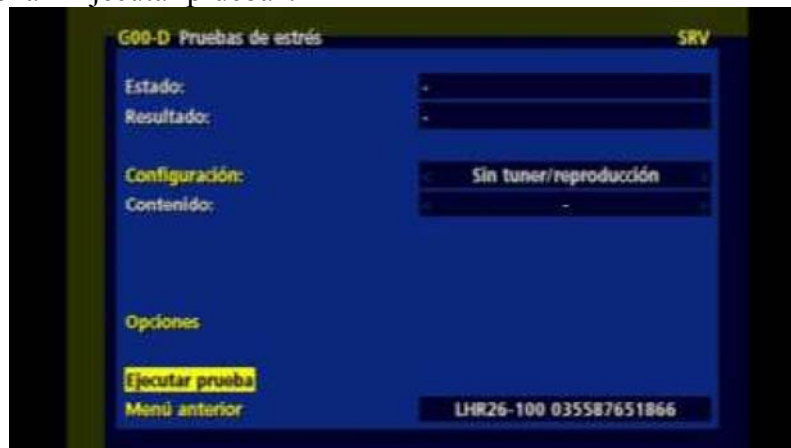 G00-D Pruebas de estrés SRV
Estado: -
Resultado: -
Configuración: Sin tuner/reproducción
Contenido: -
Opciones
Ejecutar prueba
Menú anterior LHR26-100 035587651866